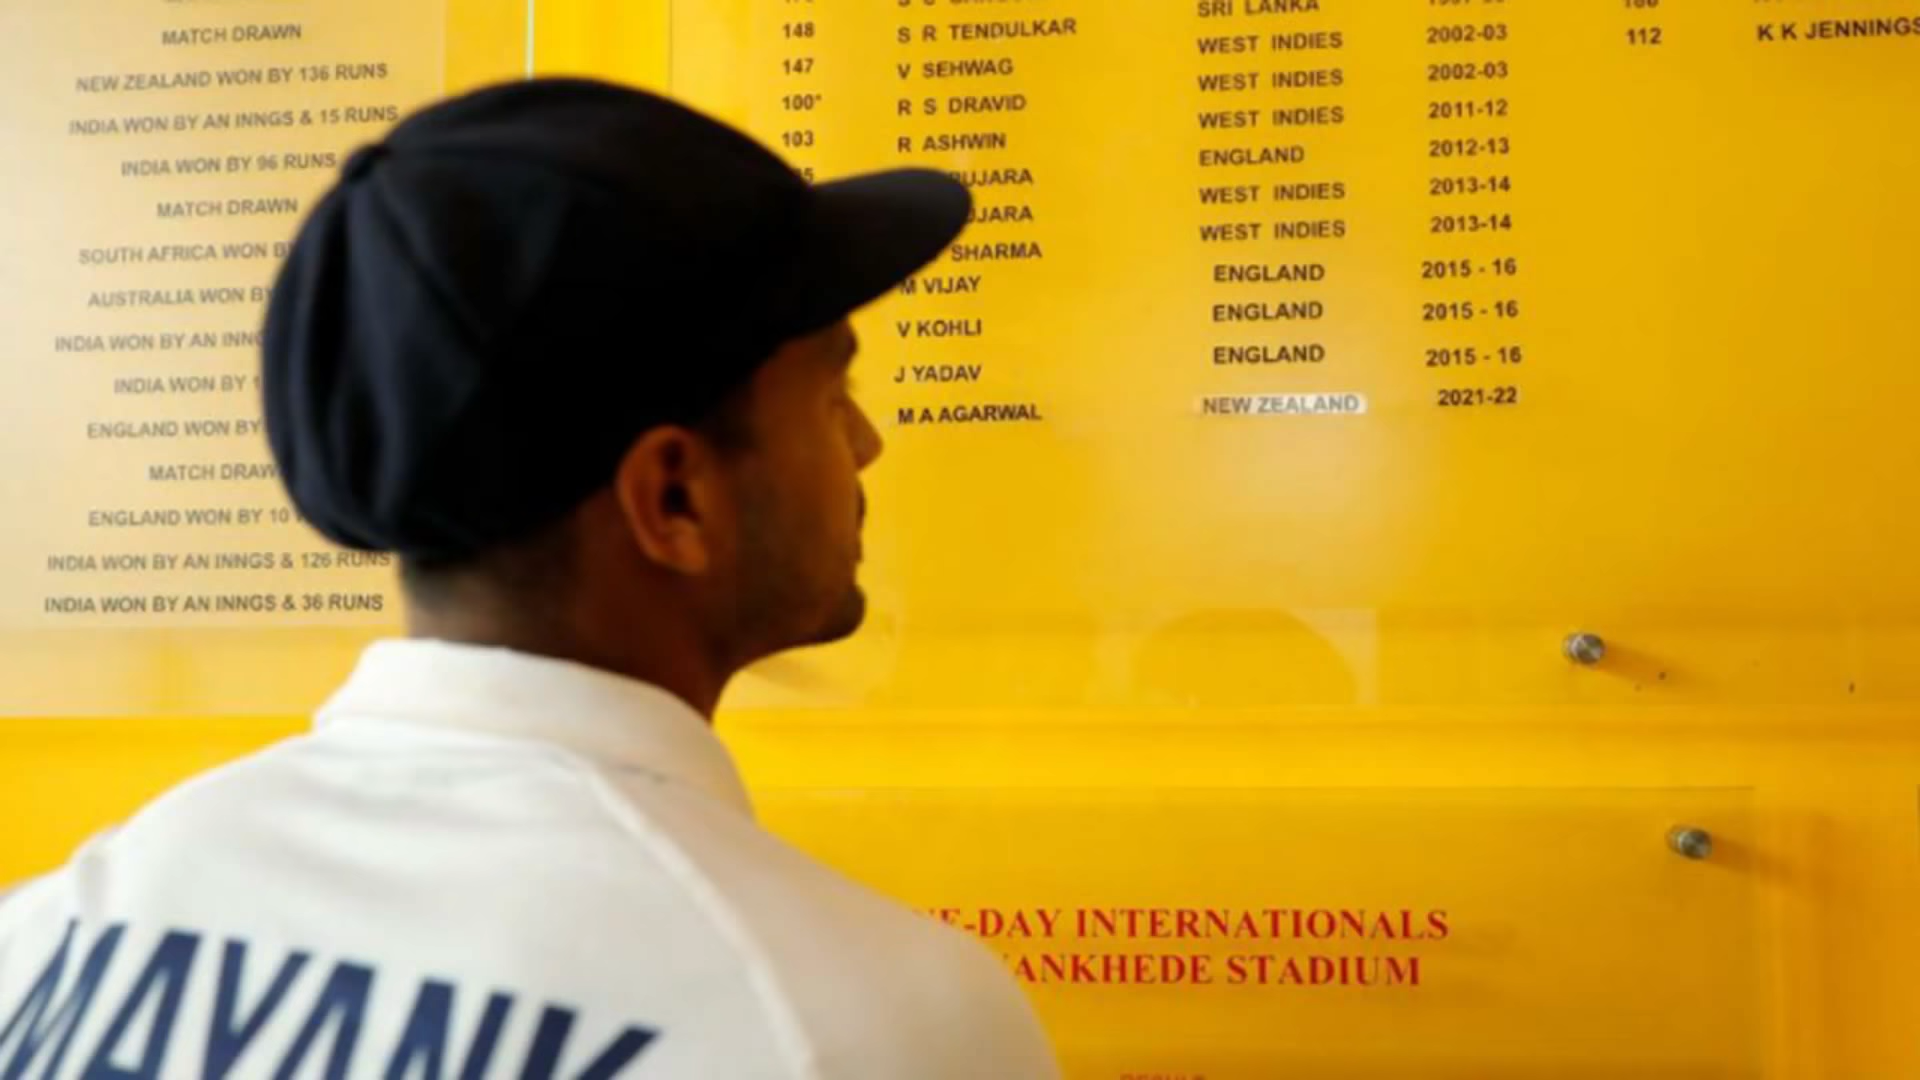 MATCH DRAWN
NEW ZEALAND WON BY 136 RUNS
INDIA WON BY AN INNGS & 15 RUNS
INDIA WON BY 96 RUNS
MATCH DRAWN
SOUTH AFRICA WON
AUSTRALIA WON BY
INDIA WON BY AN
INDIA WON BY
ENGLAND WON BY
MATCH DRAW
ENGLAND WON BY 10
INDIA WON BY AN INNGS & 126 RUNS
INDIA WON BY AN INNGS & 36 RUNS
SRI LANKA
148 S R TENDULKAR WEST INDIES 2002-03 112 K K JENNINGS
147 V SEHWAG WEST INDIES 2002-03
100* R S DRAVID WEST INDIES 2011-12
103 R ASHWIN ENGLAND 2012-13
UJARA WEST INDIES 2013-14
JARA WEST INDIES 2013-14
SHARMA ENGLAND 2015 - 16
M VIJAY ENGLAND 2015 - 16
V KOHLI ENGLAND 2015 - 16
J YADAV NEW ZEALAND 2021-22
M A AGARWAL
E-DAY INTERNATIONALS
ANKHEDE STADIUM
MAYANK